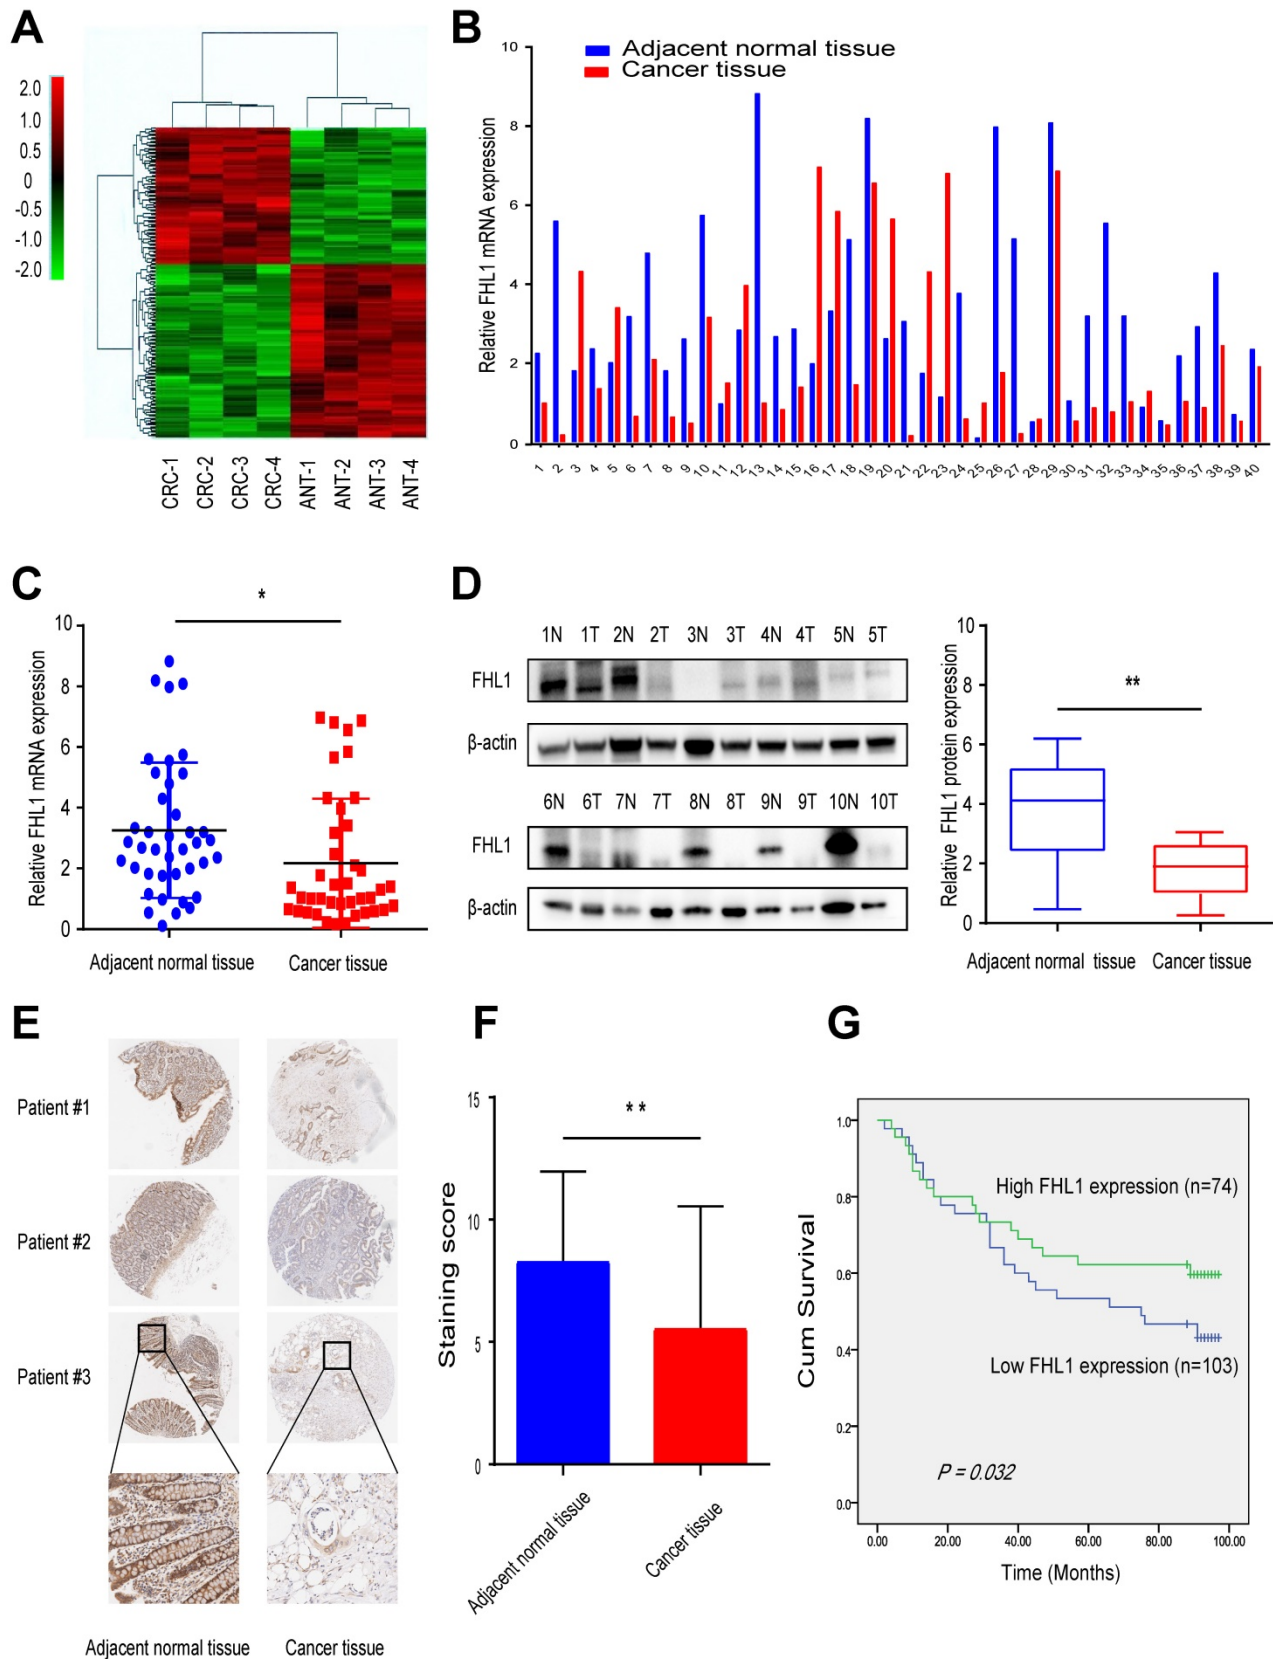 A
2.0
1.0
0.5
0
-0.5
-1.0
-2.0
CRC-1
CRC-2
CRC-3
CRC-4
ANT-1
ANT-2
ANT-3
ANT-4
B
Adjacent normal tissue
Cancer tissue
Relative FHL1 mRNA expression
10
8
6
4
2
0
1 2 3 4 5 6 7 8 9 10 11 12 13 14 15 16 17 18 19 20 21 22 23 24 25 26 27 28 29 30 31 32 33 34 35 36 37 38 39 40
C
*
Relative FHL1 mRNA expression
10
8
6
4
2
0
Adjacent normal tissue Cancer tissue
D
1N 1T 2N 2T 3N 3T 4N 4T 5N 5T
FHL1
β-actin
6N 6T 7N 7T 8N 8T 9N 9T 10N 10T
FHL1
β-actin
Relative FHL1 protein expression
10
8
6
4
2
0
**
Adjacent normal tissue Cancer tissue
E
Patient #1
Patient #2
Patient #3
Adjacent normal tissue Cancer tissue
F
**
Staining score
15
10
5
0
Adjacent normal tissue
Cancer tissue
G
Cum Survival
1.0
0.8
0.6
0.4
0.2
0.0
High FHL1 expression (n=74)
Low FHL1 expression (n=103)
P = 0.032
0.00 20.00 40.00 60.00 80.00 100.00
Time (Months)